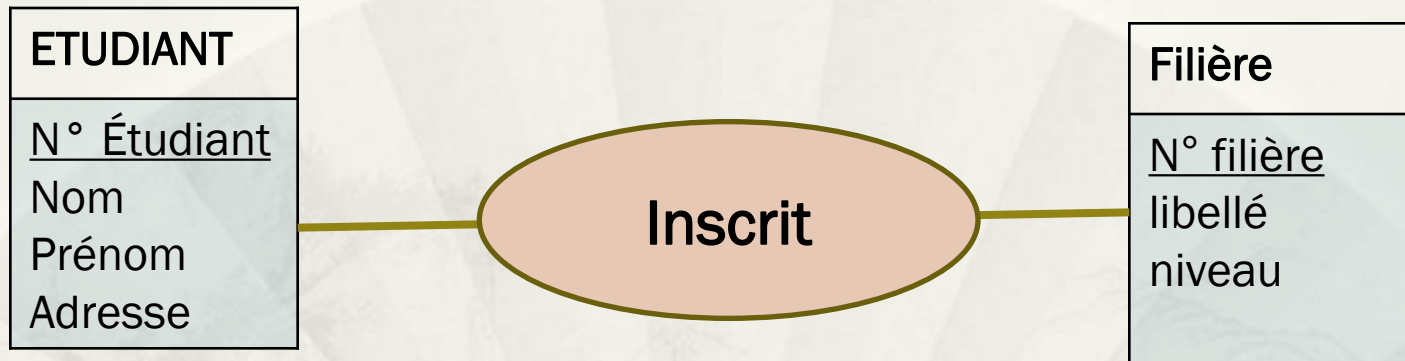 ETUDIANT
N° Étudiant
Nom
Prénom
Adresse
Inscrit
Filière
N° filière
libellé
niveau